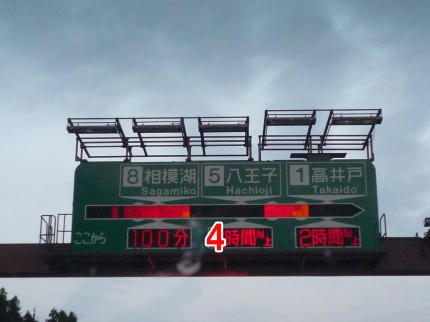 8 相模湖 5 八王子 1 高井戸
Sagamiko Hachioji Takaido
ここから 100分 4時間以上 2時間以上